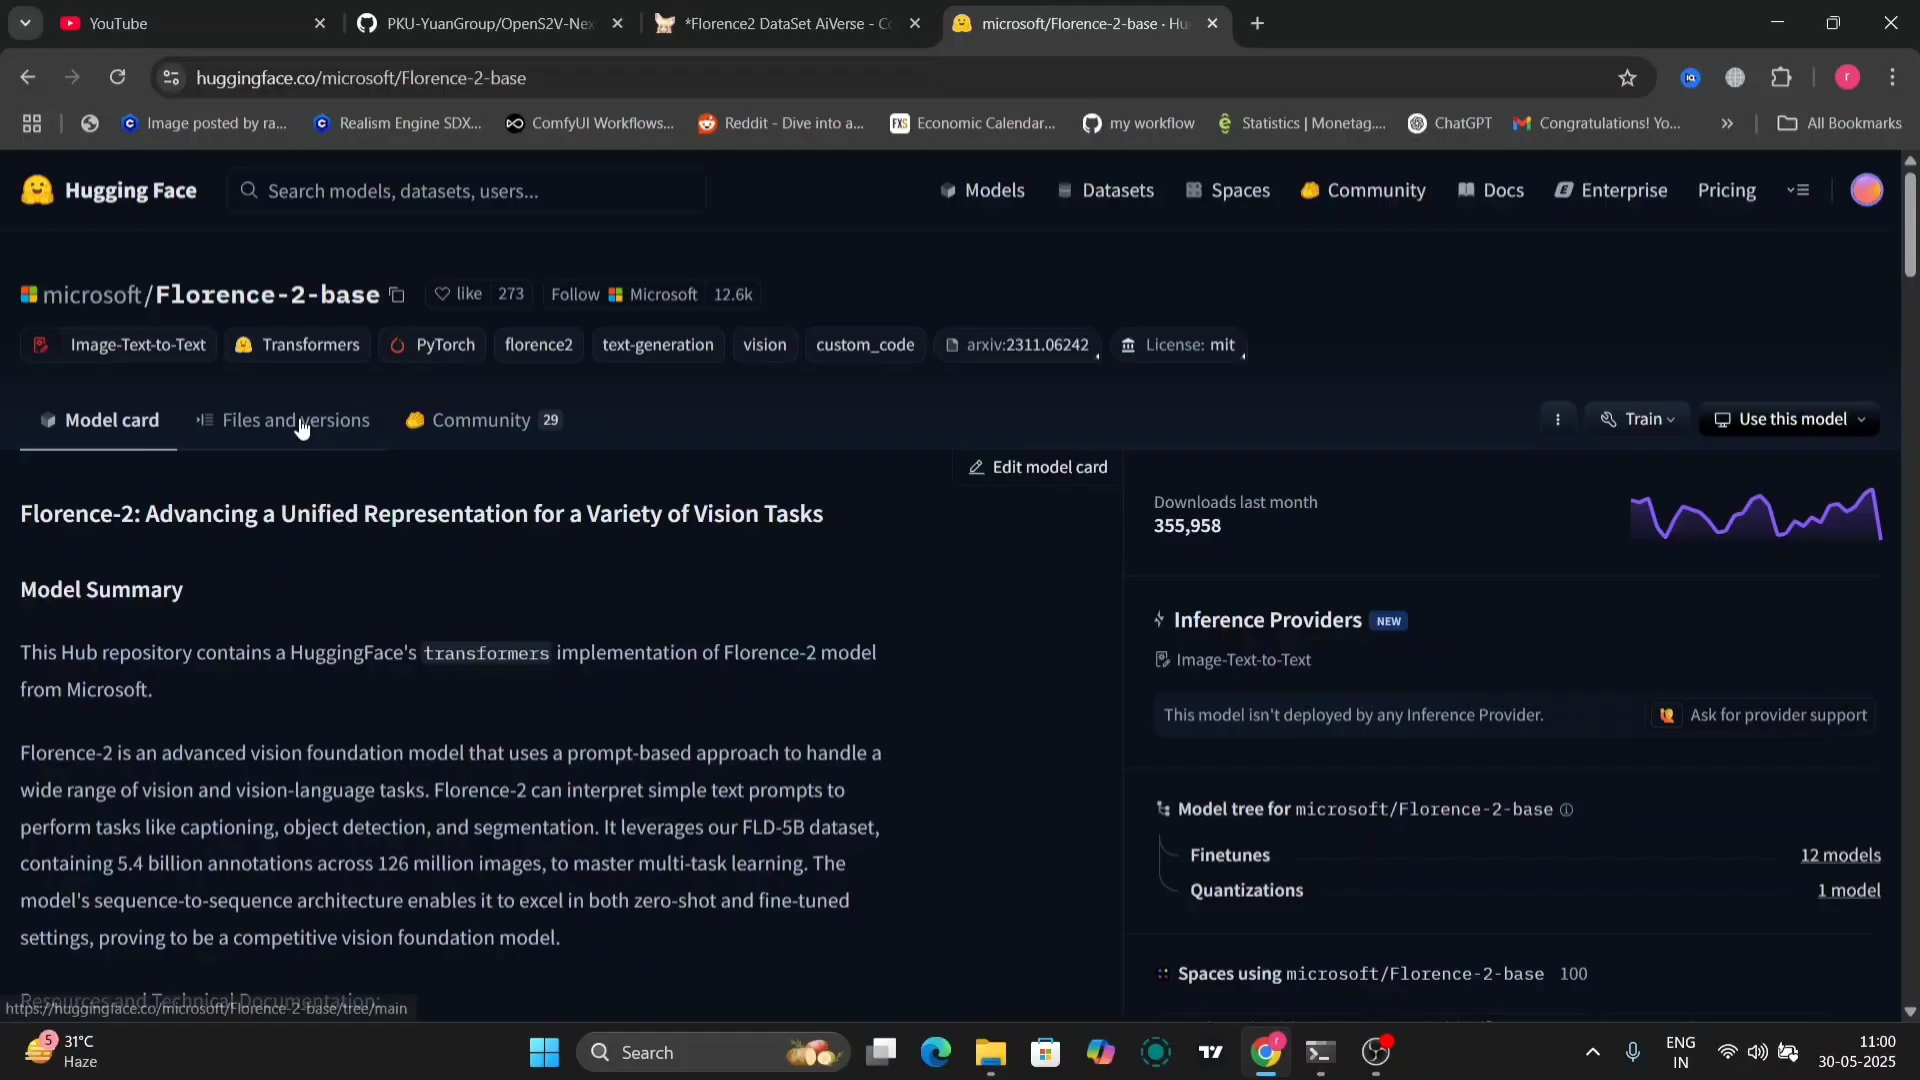 YouTube
PKU-YuanGroup/OpenS2V-Nex
*Florence2 DataSet AiVerse - Co
microsoft/Florence-2-base · Hu
huggingface.co/microsoft/Florence-2-base
Image posted by ra...
Realism Engine SDX...
ComfyUI Workflows...
Reddit - Dive into a...
Economic Calendar...
my workflow
Statistics | Monetag....
ChatGPT
Congratulations! Yo...
All Bookmarks
Hugging Face
Search models, datasets, users...
Models
Datasets
Spaces
Community
Docs
Enterprise
Pricing
microsoft/Florence-2-base
like 273
Follow Microsoft 12.6k
Image-Text-to-Text
Transformers
PyTorch
florence2
text-generation
vision
custom_code
arxiv:2311.06242
License: mit
Model card
Files and versions
Community 29
Train
Use this model
Edit model card
Florence-2: Advancing a Unified Representation for a Variety of Vision Tasks
Model Summary
This Hub repository contains a HuggingFace's transformers implementation of Florence-2 model
from Microsoft.
Florence-2 is an advanced vision foundation model that uses a prompt-based approach to handle a
wide range of vision and vision-language tasks. Florence-2 can interpret simple text prompts to
perform tasks like captioning, object detection, and segmentation. It leverages our FLD-5B dataset,
containing 5.4 billion annotations across 126 million images, to master multi-task learning. The
model's sequence-to-sequence architecture enables it to excel in both zero-shot and fine-tuned
settings, proving to be a competitive vision foundation model.
Resources and Technical Documentation:
https://huggingface.co/microsoft/Florence-2-base/tree/main
Downloads last month
355,958
Inference Providers NEW
Image-Text-to-Text
This model isn't deployed by any Inference Provider.
Ask for provider support
Model tree for microsoft/Florence-2-base
Finetunes
12 models
Quantizations
1 model
Spaces using microsoft/Florence-2-base 100
5
31°C
Haze
Search
ENG
IN
11:00
30-05-2025